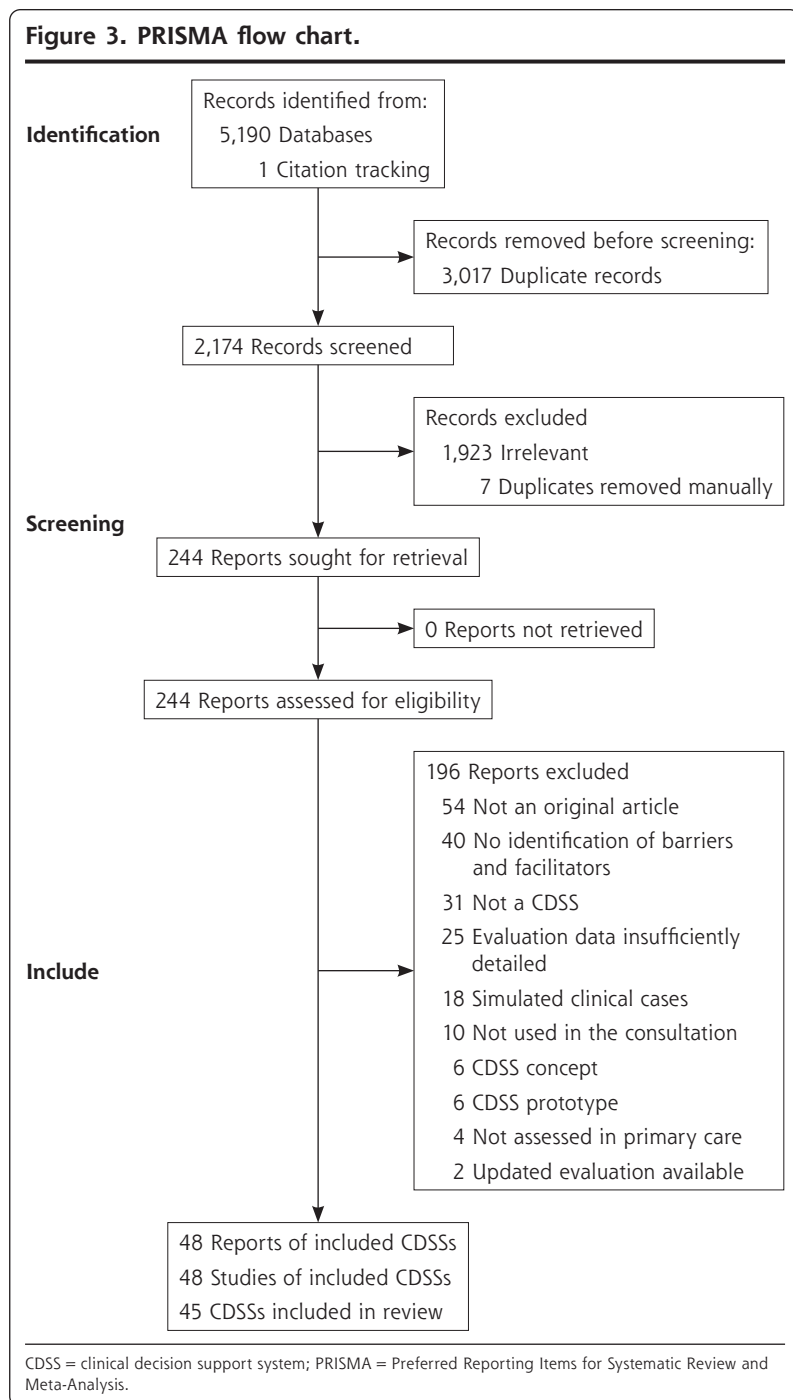 Figure 3. PRISMA flow chart.
Identification
Records identified from:
5,190 Databases
1 Citation tracking
Records removed before screening:
3,017 Duplicate records
2,174 Records screened
Records excluded
1,923 Irrelevant
7 Duplicates removed manually
Screening
244 Reports sought for retrieval
0 Reports not retrieved
244 Reports assessed for eligibility
196 Reports excluded
54 Not an original article
40 No identification of barriers
and facilitators
31 Not a CDSS
25 Evaluation data insufficiently
detailed
Include
18 Simulated clinical cases
10 Not used in the consultation
6 CDSS concept
6 CDSS prototype
4 Not assessed in primary care
2 Updated evaluation available
48 Reports of included CDSSs
48 Studies of included CDSSs
45 CDSSs included in review
CDSS = clinical decision support system; PRISMA = Preferred Reporting Items for Systematic Review and
Meta-Analysis.